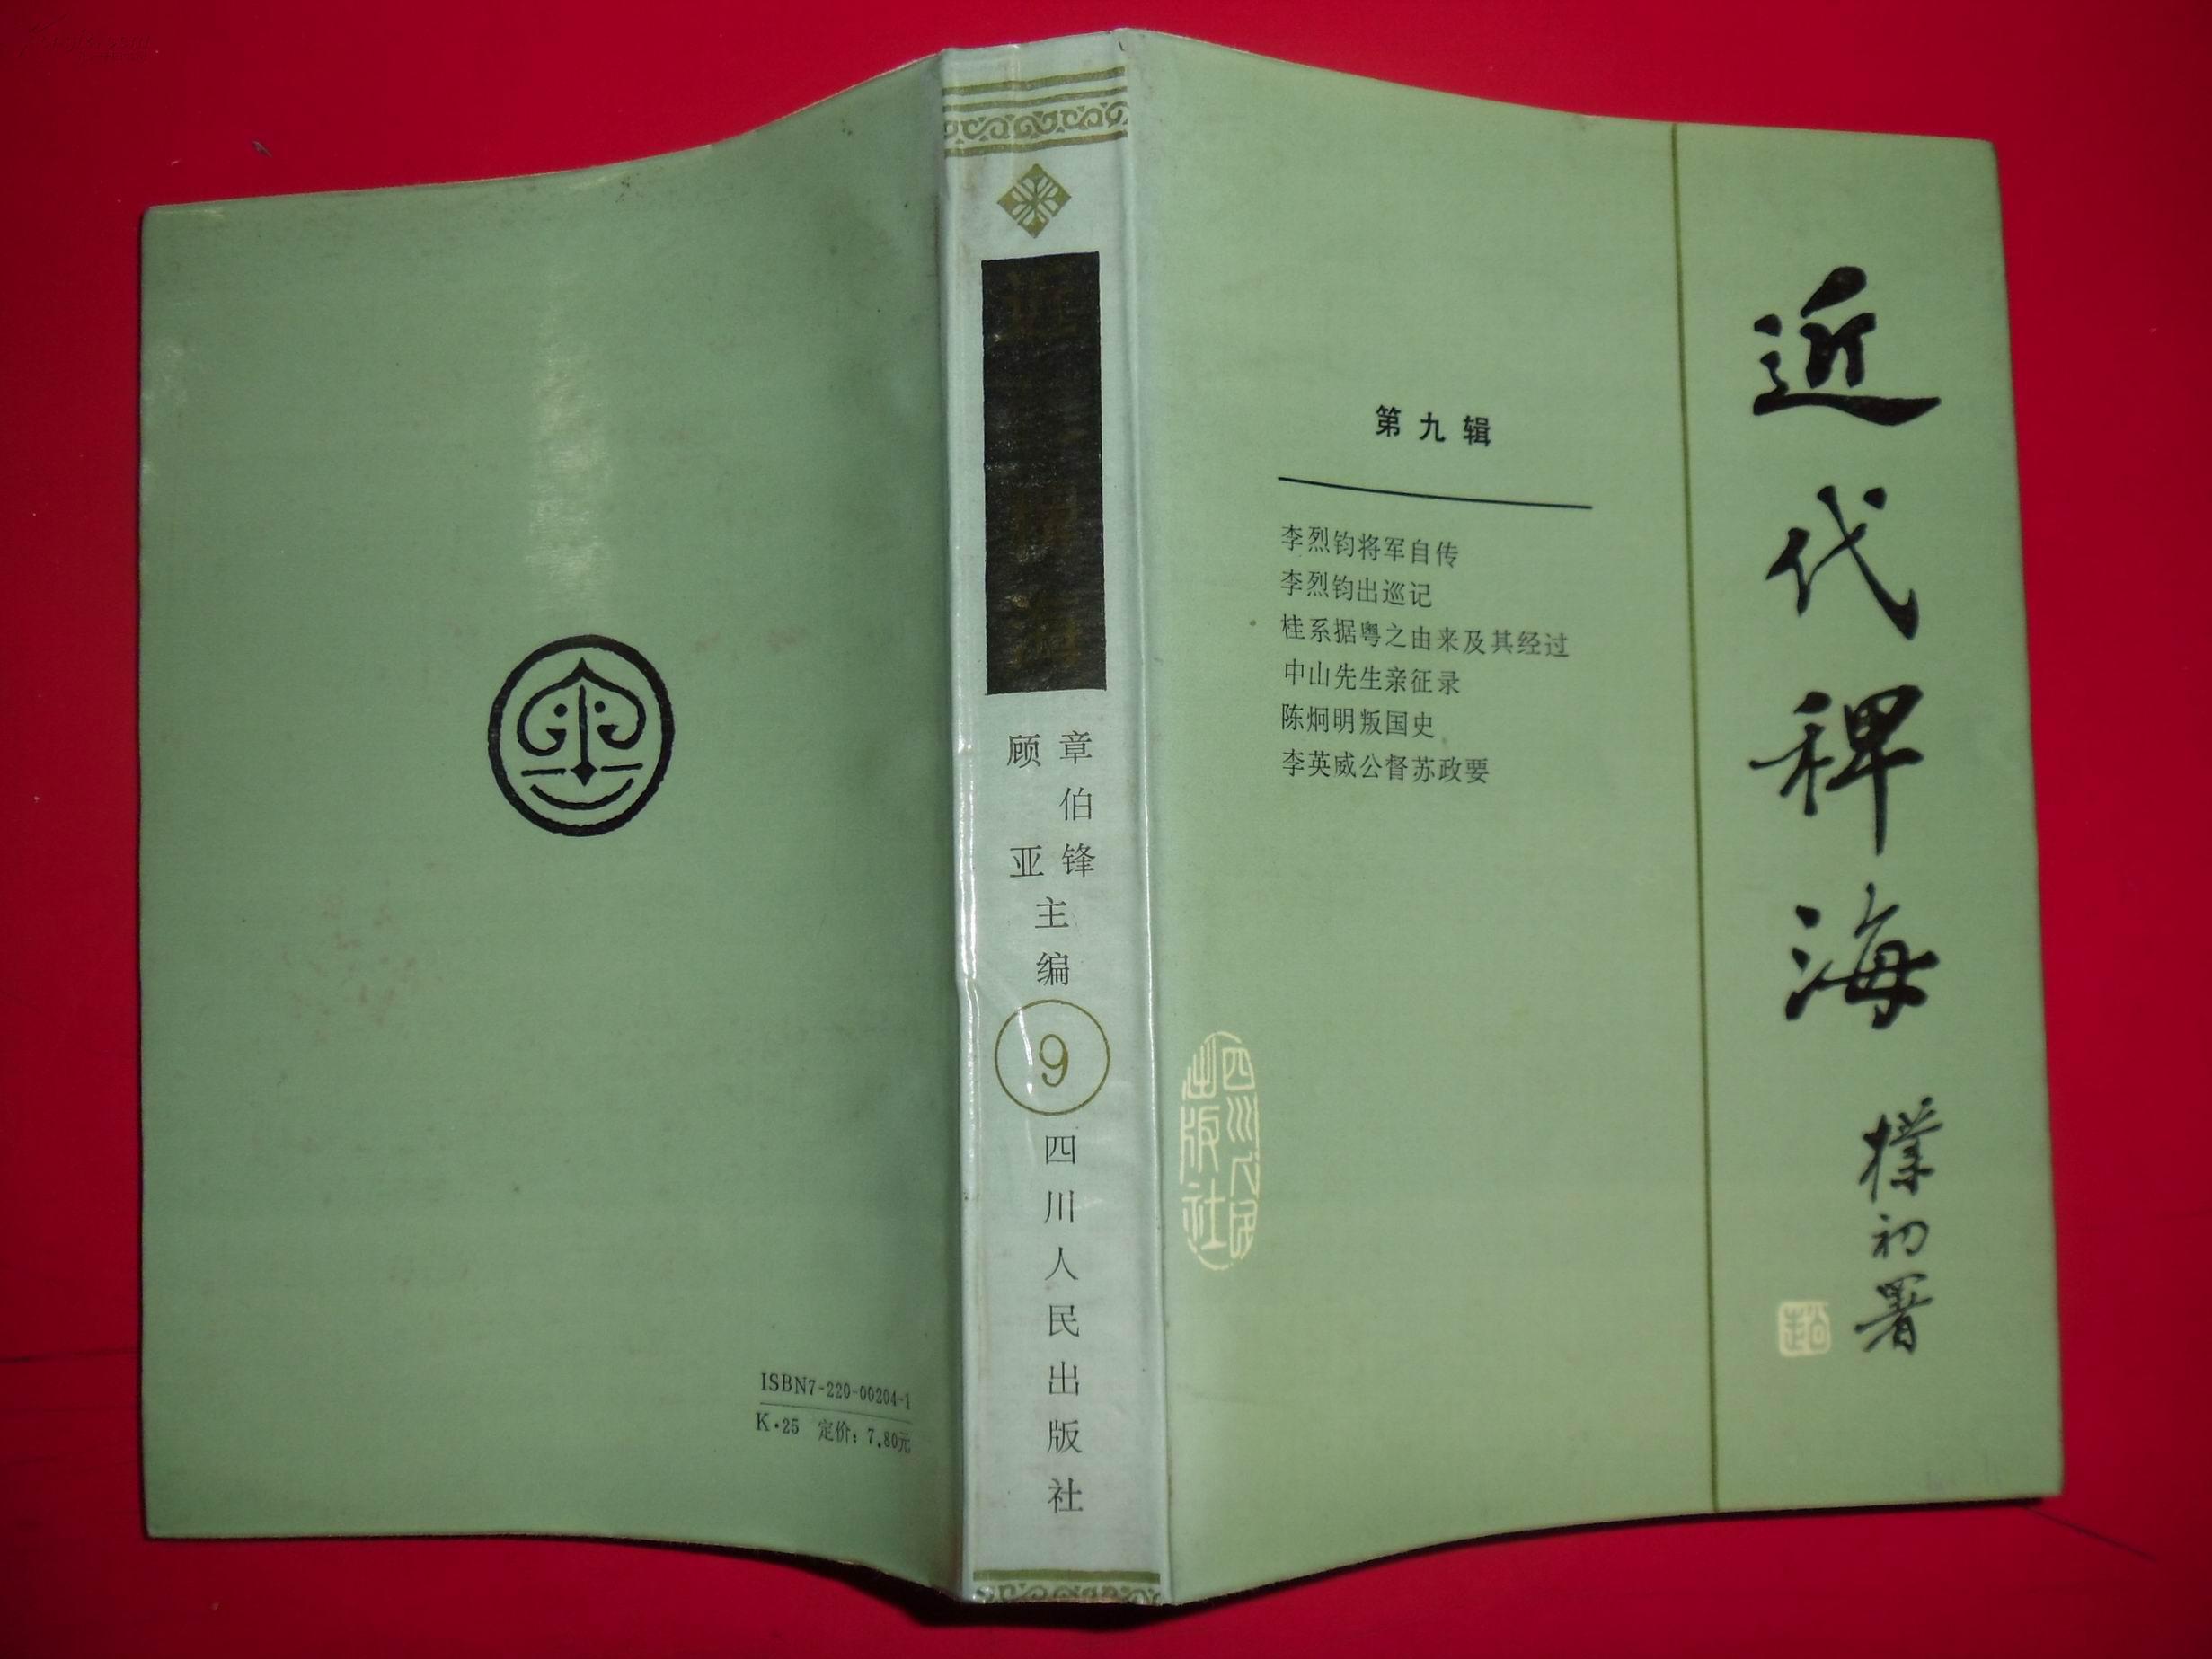 近代稗海
樸初署
趙
第九辑
李烈钧将军自传
李烈钧出巡记
桂系据粤之由来及其经过
中山先生亲征录
陈炯明叛国史
李英威公督苏政要
四川人民
出版社
章伯锋
顾亚
主编
9
四川人民出版社
ISBN7-220-00204-1
K·25 定价:7.80元